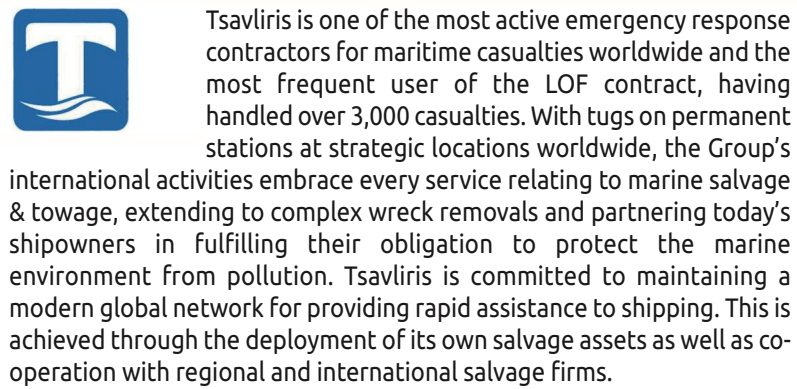 Tsavliris is one of the most active emergency response
contractors for maritime casualties worldwide and the
most frequent user of the LOF contract, having
handled over 3,000 casualties. With tugs on permanent
stations at strategic locations worldwide, the Group’s
international activities embrace every service relating to marine salvage
& towage, extending to complex wreck removals and partnering today’s
shipowners in fulfilling their obligation to protect the marine
environment from pollution. Tsavliris is committed to maintaining a
modern global network for providing rapid assistance to shipping. This is
achieved through the deployment of its own salvage assets as well as co-
operation with regional and international salvage firms.